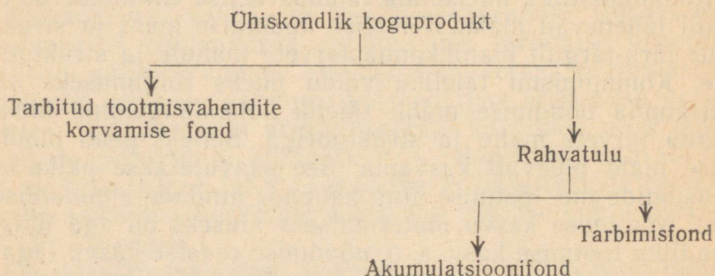 Ühiskondlik koguprodukt
Tarbitud tootmisvahendite
korvamise fond
Rahvatulu
Tarbimisfond
Akumulatsioonifond